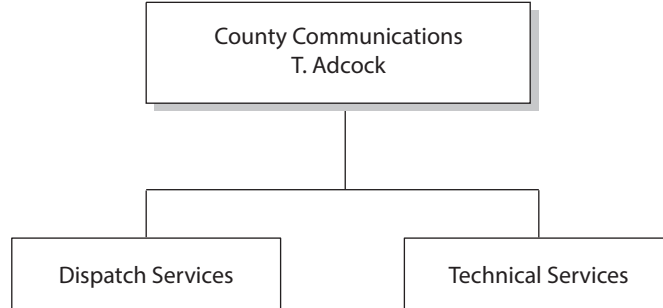 County Communications
T. Adcock
Dispatch Services
Technical Services